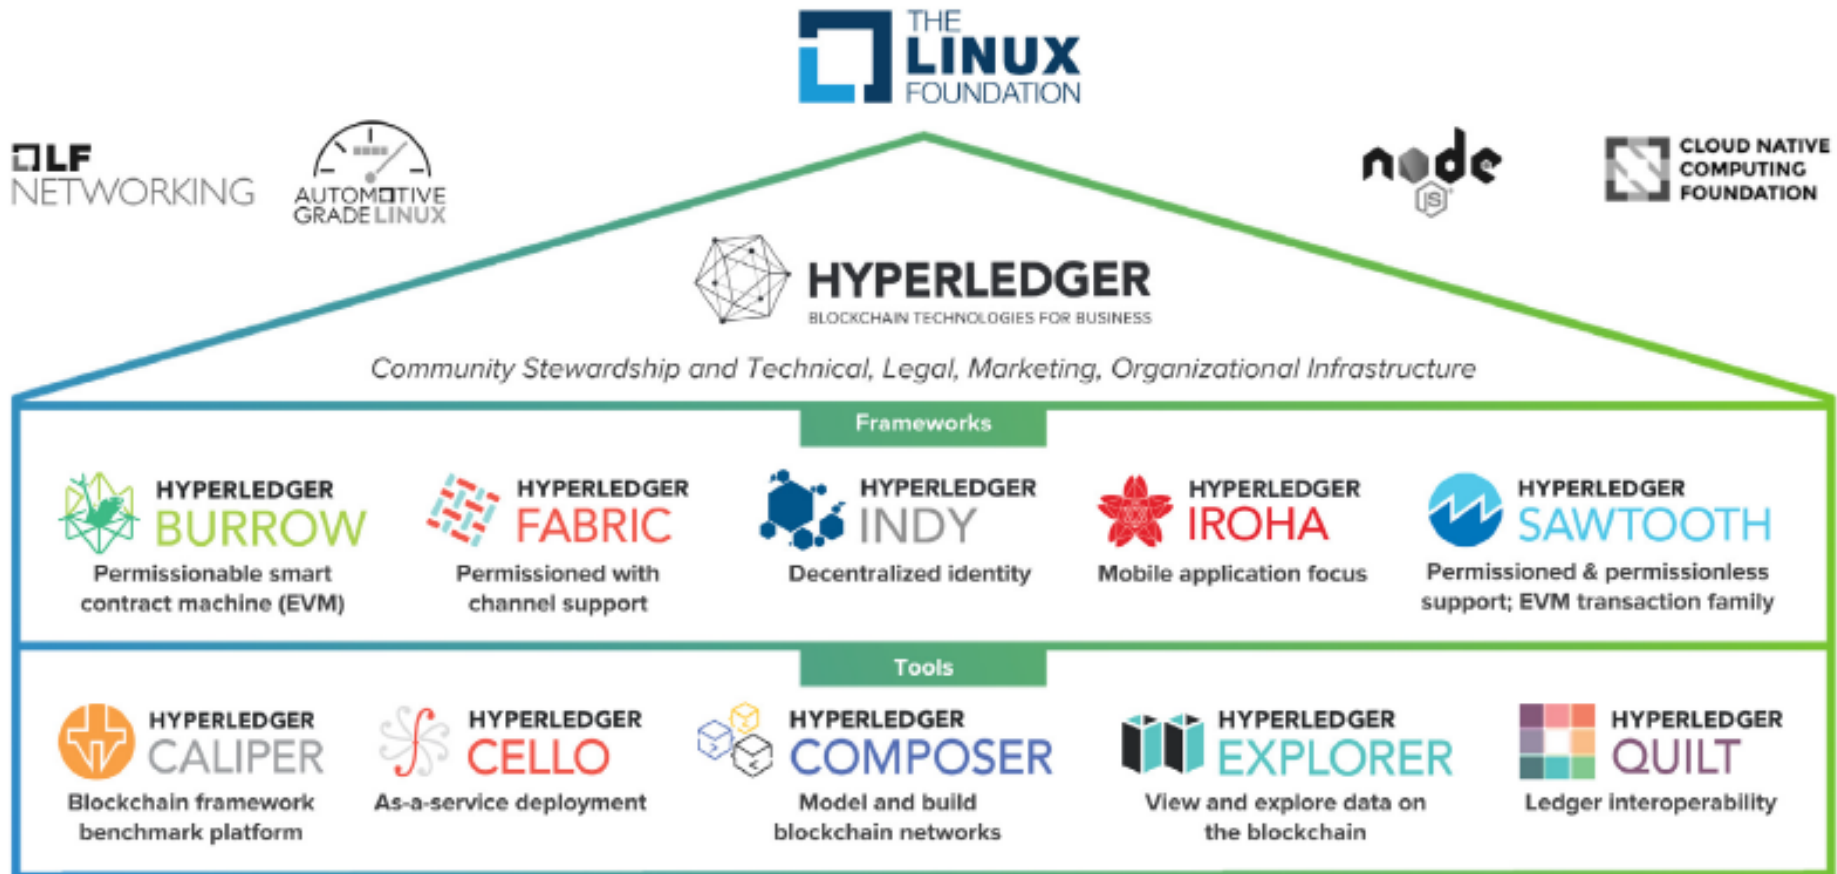 THE
LINUX
FOUNDATION
LF
NETWORKING
AUTOMOTIVE
GRADE LINUX
node
JS
CLOUD NATIVE
COMPUTING
FOUNDATION
HYPERLEDGER
BLOCKCHAIN TECHNOLOGIES FOR BUSINESS
Community Stewardship and Technical, Legal, Marketing, Organizational Infrastructure
Frameworks
HYPERLEDGER
BURROW
Permissionable smart
contract machine (EVM)
HYPERLEDGER
FABRIC
Permissioned with
channel support
HYPERLEDGER
INDY
Decentralized identity
HYPERLEDGER
IROHA
Mobile application focus
HYPERLEDGER
SAWTOOTH
Permissioned & permissionless
support; EVM transaction family
Tools
HYPERLEDGER
CALIPER
Blockchain framework
benchmark platform
HYPERLEDGER
CELLO
As-a-service deployment
HYPERLEDGER
COMPOSER
Model and build
blockchain networks
HYPERLEDGER
EXPLORER
View and explore data on
the blockchain
HYPERLEDGER
QUILT
Ledger interoperability